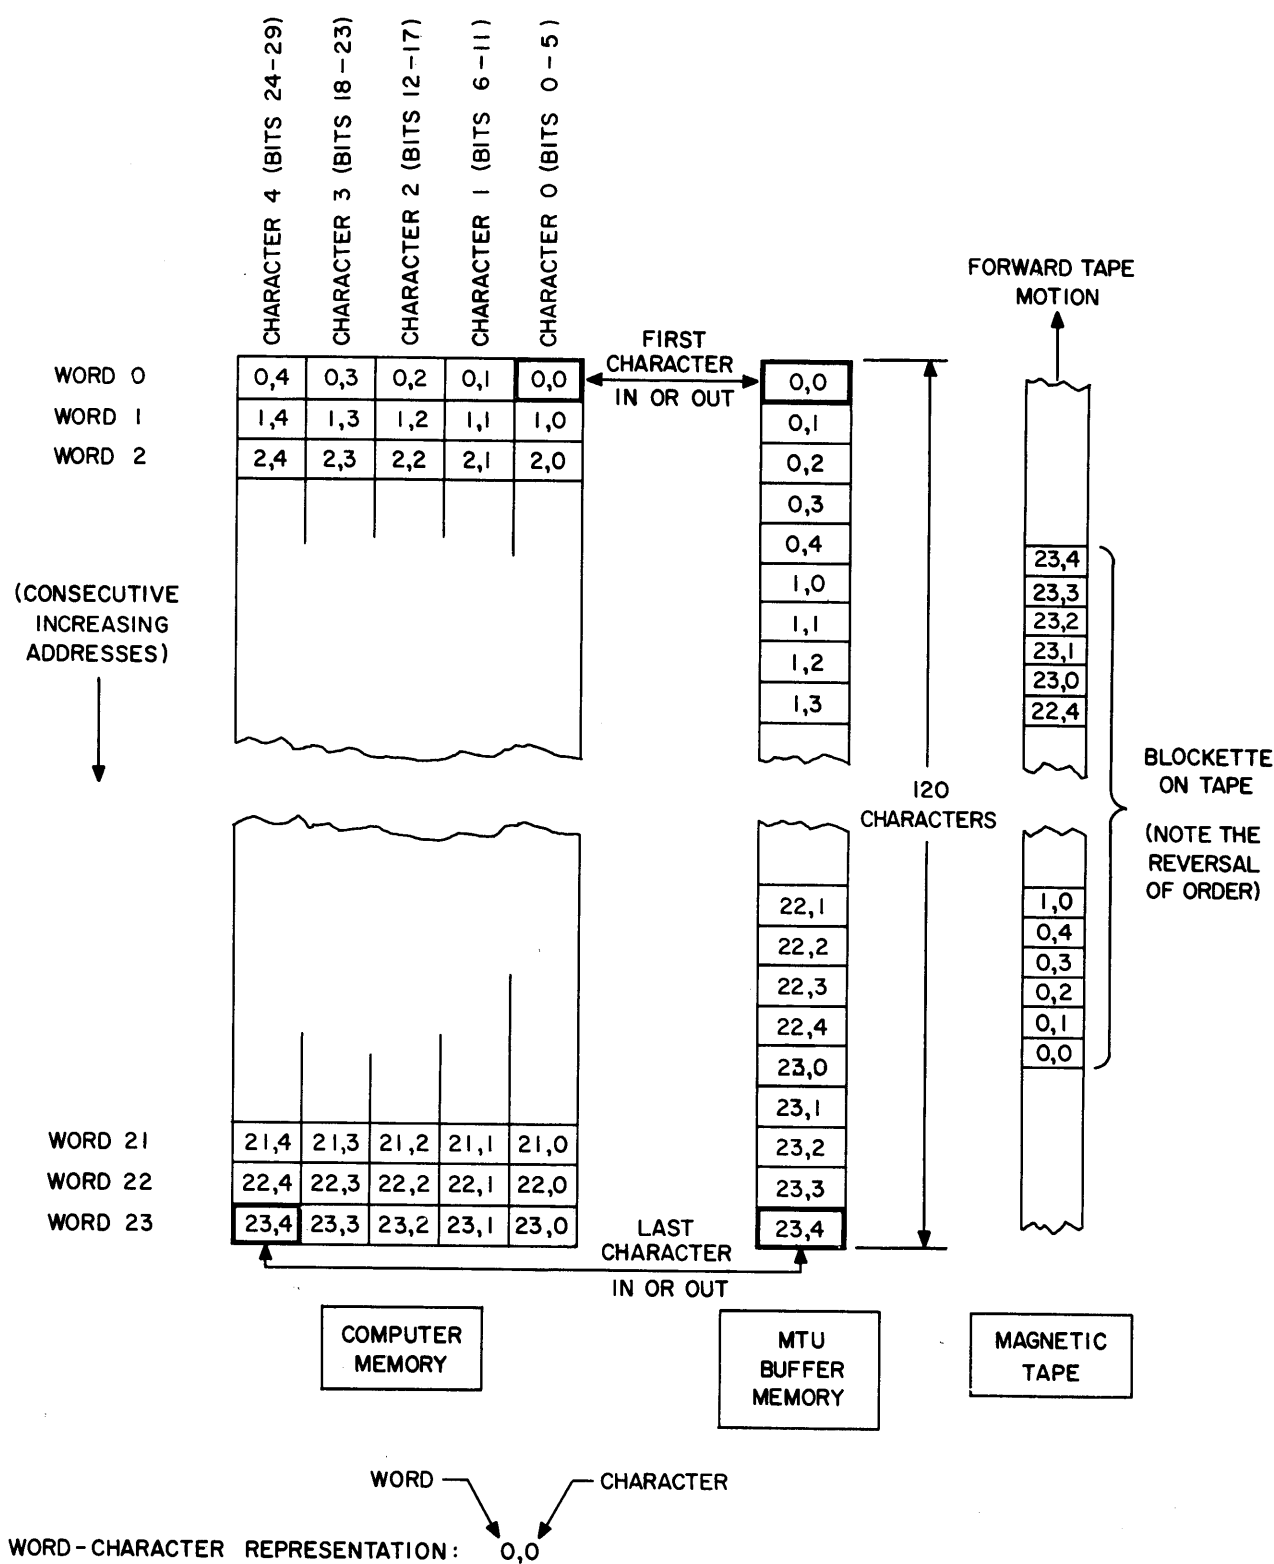 CHARACTER 4 (BITS 24-29)
CHARACTER 3 (BITS 18-23)
CHARACTER 2 (BITS 12-17)
CHARACTER 1 (BITS 6-11)
CHARACTER 0 (BITS 0-5)
FORWARD TAPE
MOTION
FIRST
CHARACTER
IN OR OUT
WORD 0
0,4 0,3 0,2 0,1 0,0
WORD 1
1,4 1,3 1,2 1,1 1,0
WORD 2
2,4 2,3 2,2 2,1 2,0
(CONSECUTIVE
INCREASING
ADDRESSES)
WORD 21
21,4 21,3 21,2 21,1 21,0
WORD 22
22,4 22,3 22,2 22,1 22,0
WORD 23
23,4 23,3 23,2 23,1 23,0
0,0
0,1
0,2
0,3
0,4
1,0
1,1
1,2
1,3
22,1
22,2
22,3
22,4
23,0
23,1
23,2
23,3
23,4
120
CHARACTERS
23,4
23,3
23,2
23,1
23,0
22,4
1,0
0,4
0,3
0,2
0,1
0,0
BLOCKETTE
ON TAPE
(NOTE THE
REVERSAL
OF ORDER)
LAST
CHARACTER
IN OR OUT
COMPUTER
MEMORY
MTU
BUFFER
MEMORY
MAGNETIC
TAPE
WORD
CHARACTER
WORD-CHARACTER REPRESENTATION: 0,0